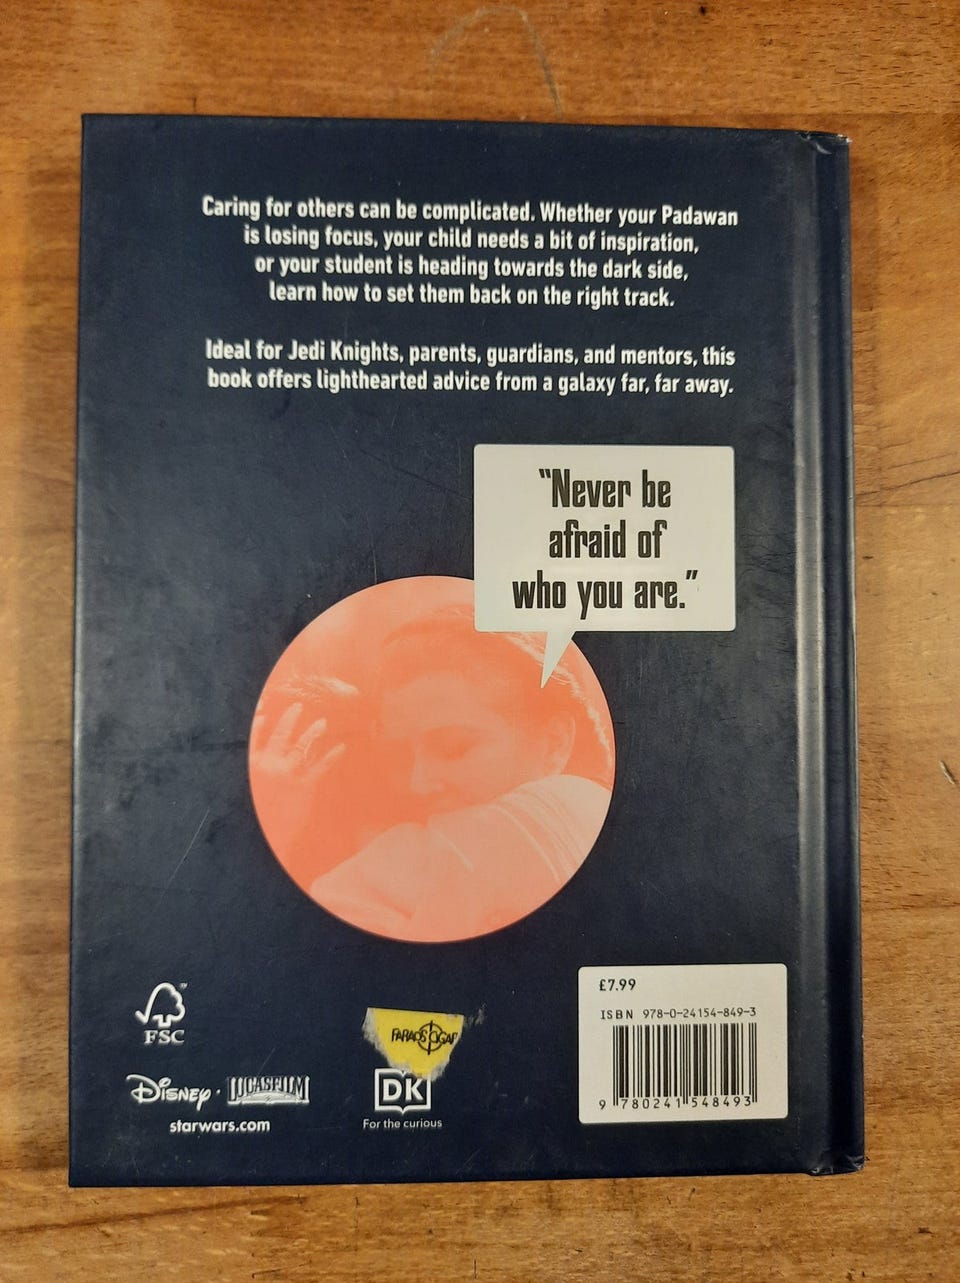 Caring for others can be complicated. Whether your Padawan
is losing focus, your child needs a bit of inspiration,
or your student is heading towards the dark side,
learn how to set them back on the right track.
Ideal for Jedi Knights, parents, guardians, and mentors, this
book offers lighthearted advice from a galaxy far, far away.
“Never be
afraid of
who you are.”
£7.99
ISBN 978-0-24154-849-3
9 780241 548493
FSC
FARAOS CIGAR
Disney · LUCASFILM
starwars.com
DK
For the curious